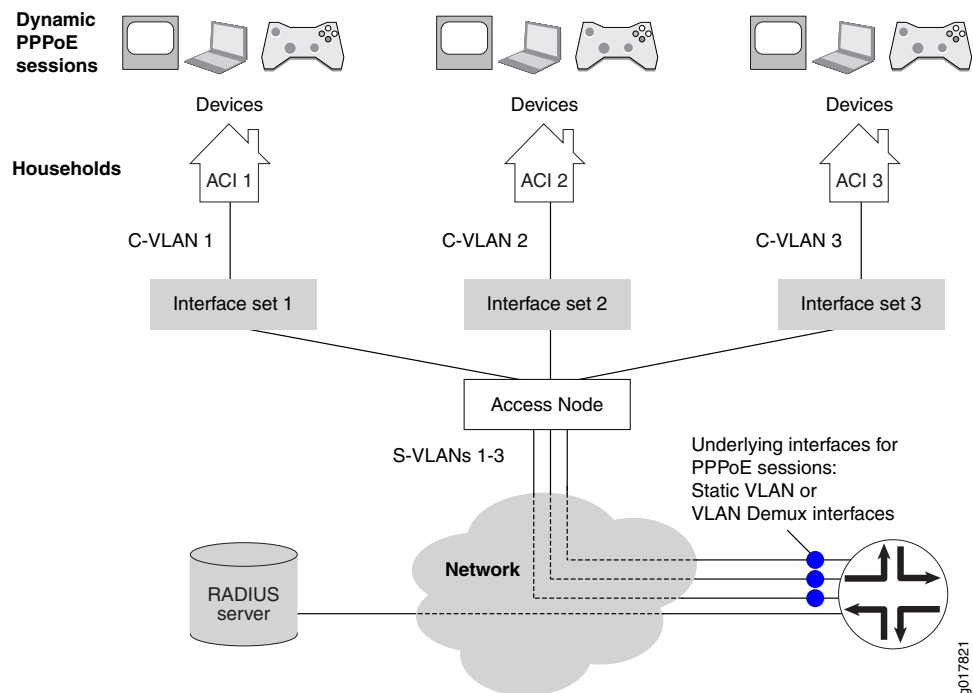 Dynamic
PPPoE
sessions
Devices
Devices
Devices
Households
ACI 1
ACI 2
ACI 3
C-VLAN 1
C-VLAN 2
C-VLAN 3
Interface set 1
Interface set 2
Interface set 3
Access Node
S-VLANs 1-3
Underlying interfaces for
PPPoE sessions:
Static VLAN or
VLAN Demux interfaces
Network
RADIUS
server
g017821